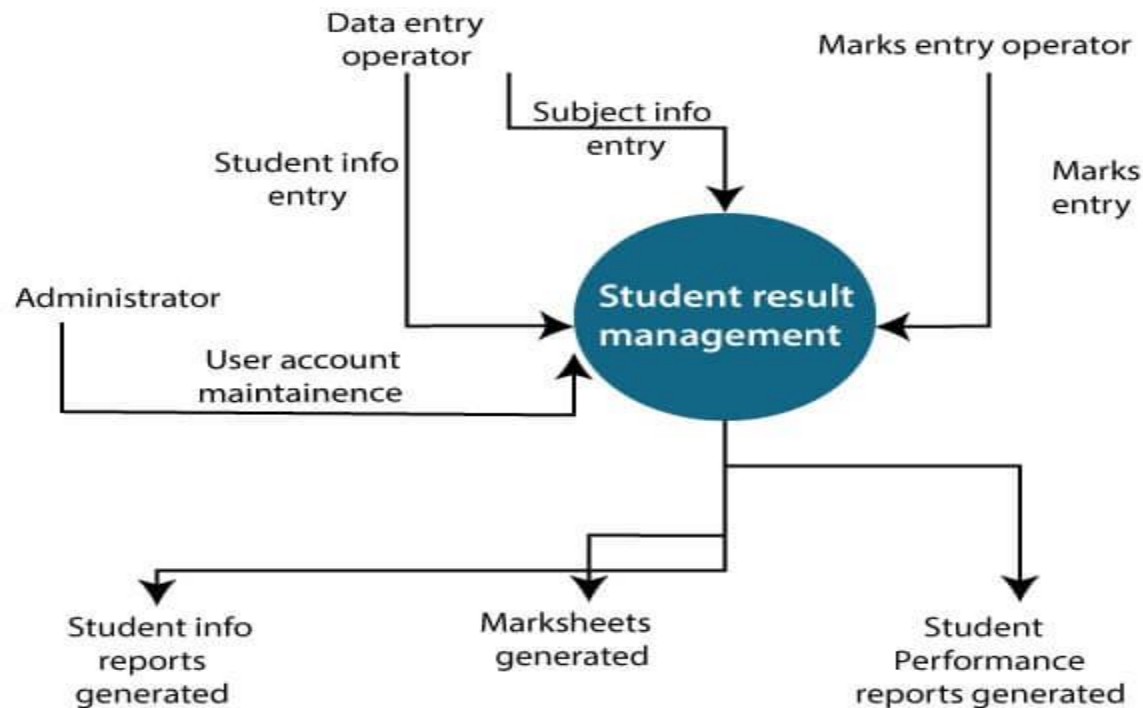 Data entry
operator
Marks entry operator
Subject info
entry
Student info
entry
Marks
entry
Administrator
Student result
management
User account
maintainence
Student info
reports
generated
Marksheets
generated
Student
Performance
reports generated